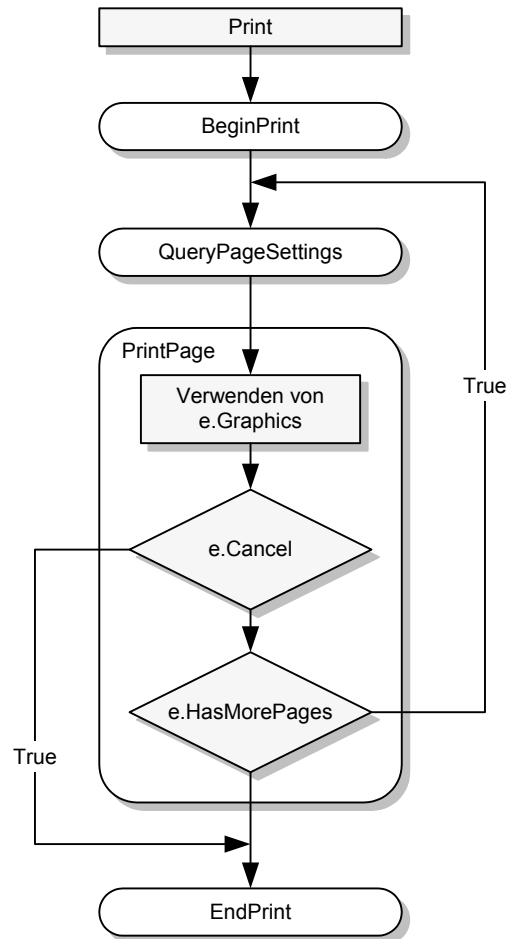 Print
BeginPrint
QueryPageSettings
PrintPage
Verwenden von
e.Graphics
True
e.Cancel
e.HasMorePages
True
EndPrint